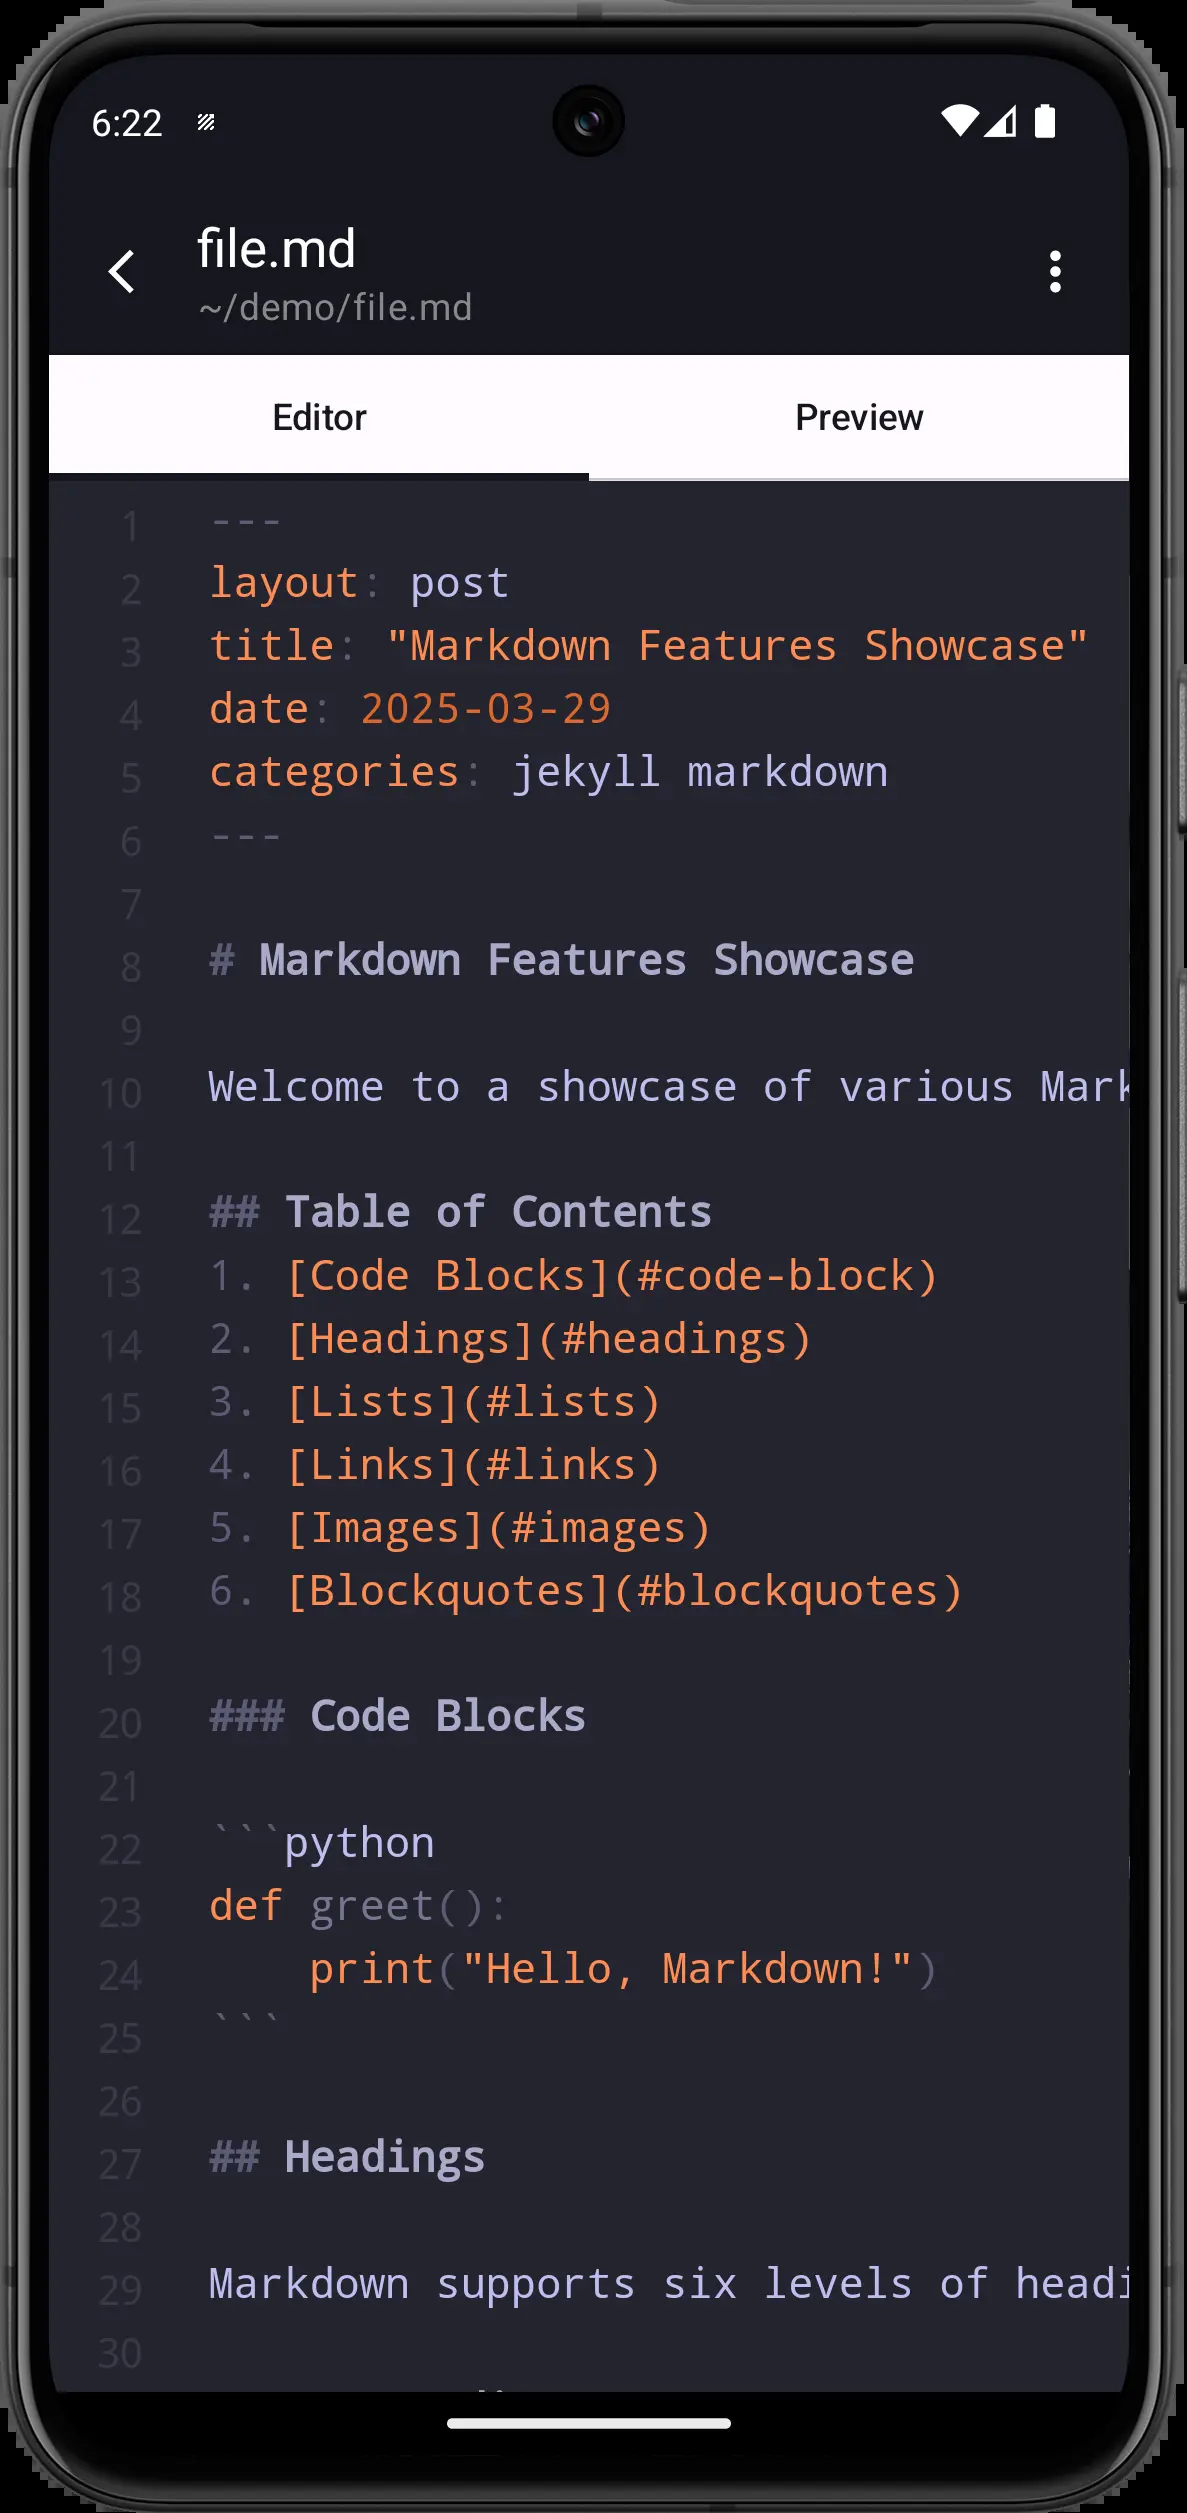 6:22
file.md
~/demo/file.md
Editor Preview
1 ---
2 layout: post
3 title: "Markdown Features Showcase"
4 date: 2025-03-29
5 categories: jekyll markdown
6 ---
7
8 # Markdown Features Showcase
9
10 Welcome to a showcase of various Mark
11
12 ## Table of Contents
13 1. [Code Blocks](#code-block)
14 2. [Headings](#headings)
15 3. [Lists](#lists)
16 4. [Links](#links)
17 5. [Images](#images)
18 6. [Blockquotes](#blockquotes)
19
20 ### Code Blocks
21
22 ```python
23 def greet():
24     print("Hello, Markdown!")
25 ```
26
27 ## Headings
28
29 Markdown supports six levels of headi
30